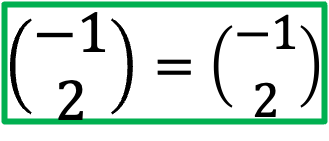 (−1 2) = (−1 2)